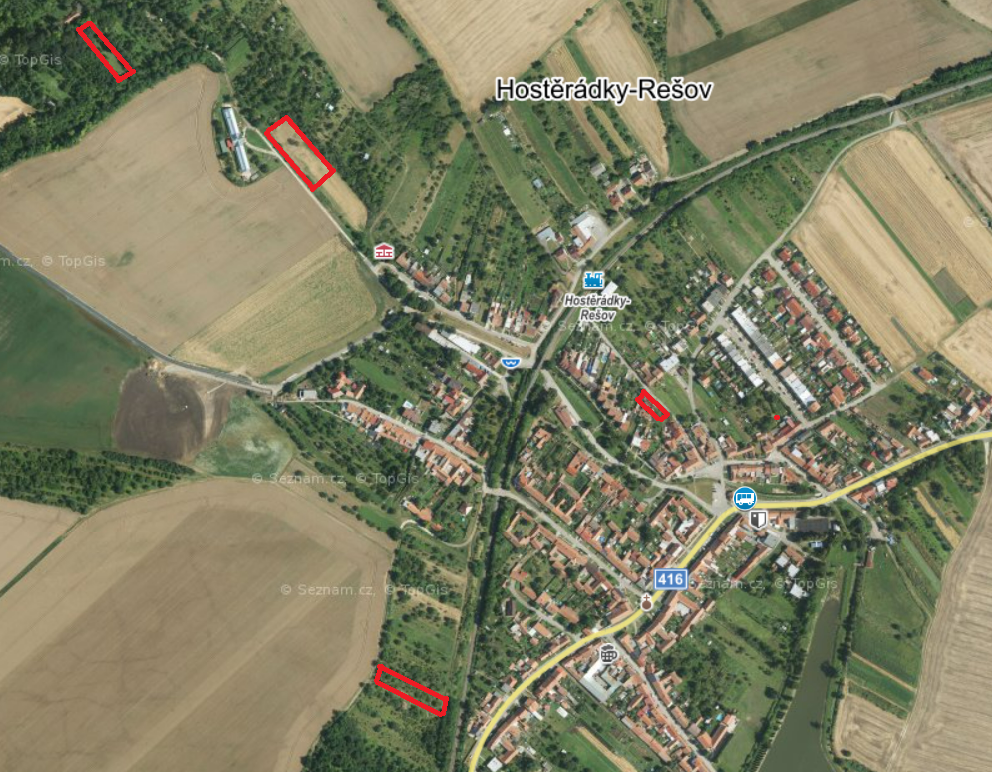 © TopGis
Hostěrádky-Rešov
m.cz, © TopGis
Hostěrádky-
Rešov
© Seznam.cz, © TopGis
© Seznam.cz, © TopGis
416
© Seznam.cz, © TopGis
Seznam.cz, © TopGis